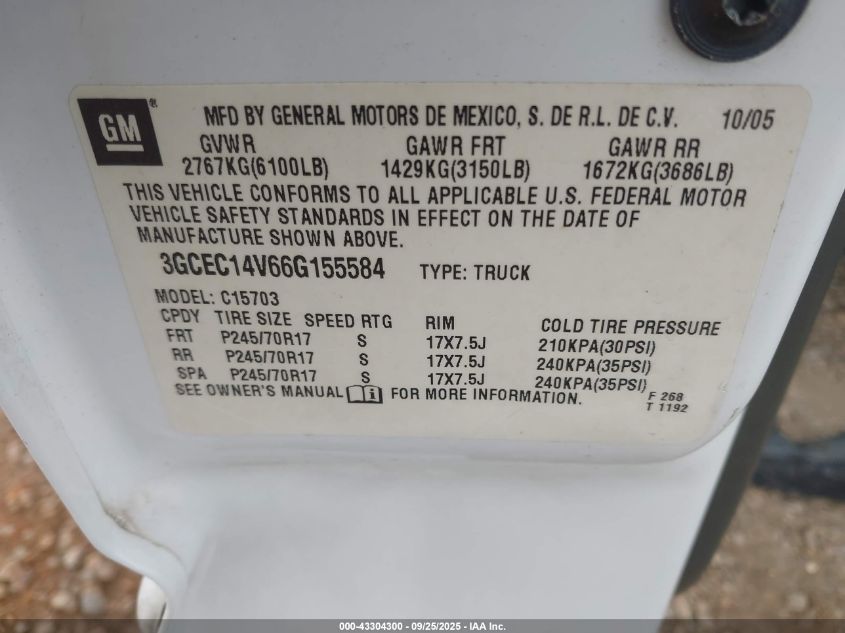 GM®
MFD BY GENERAL MOTORS DE MEXICO, S. DE R.L. DE C.V. 10/05
GVWR GAWR FRT GAWR RR
2767KG(6100LB) 1429KG(3150LB) 1672KG(3686LB)
THIS VEHICLE CONFORMS TO ALL APPLICABLE U.S. FEDERAL MOTOR
VEHICLE SAFETY STANDARDS IN EFFECT ON THE DATE OF
MANUFACTURE SHOWN ABOVE.
3GCEC14V66G155584 TYPE: TRUCK
MODEL: C15703
CPDY TIRE SIZE SPEED RTG RIM COLD TIRE PRESSURE
FRT P245/70R17 S 17X7.5J 210KPA(30PSI)
RR P245/70R17 S 17X7.5J 240KPA(35PSI)
SPA P245/70R17 S 17X7.5J 240KPA(35PSI)
SEE OWNER'S MANUAL i FOR MORE INFORMATION.
F 268
T 1192
000-43304300 - 09/25/2025 - IAA Inc.